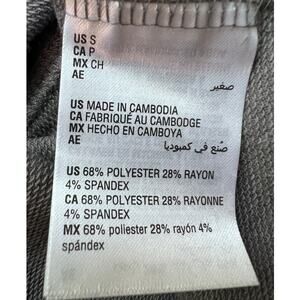 US S
CA P
MX CH
AE
صغير
US MADE IN CAMBODIA
CA FABRIQUÉ AU CAMBODGE
MX HECHO EN CAMBOYA
AE
صنع في كمبوديا
US 68% POLYESTER 28% RAYON
4% SPANDEX
CA 68% POLYESTER 28% RAYONNE
4% SPANDEX
MX 68% poliester 28% rayón 4%
spándex